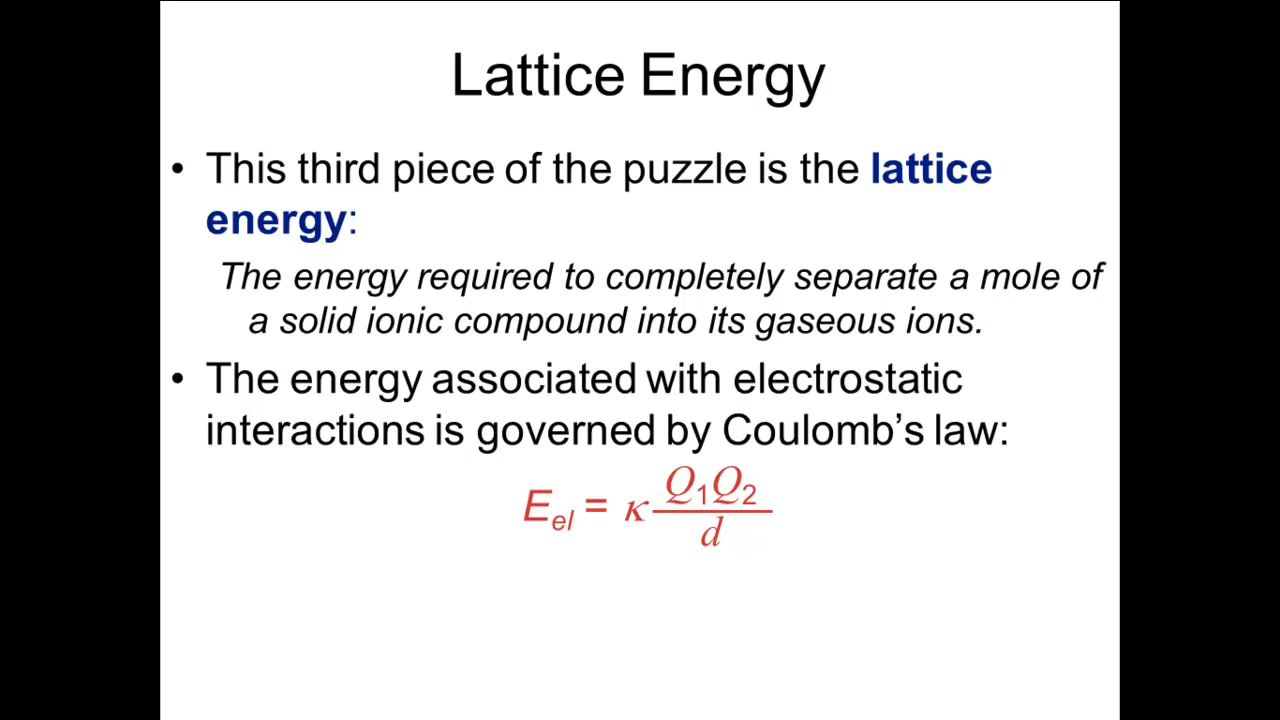 Lattice Energy
• This third piece of the puzzle is the lattice
energy:
The energy required to completely separate a mole of
a solid ionic compound into its gaseous ions.
• The energy associated with electrostatic
interactions is governed by Coulomb’s law:
Eel = κ Q1Q2 / d